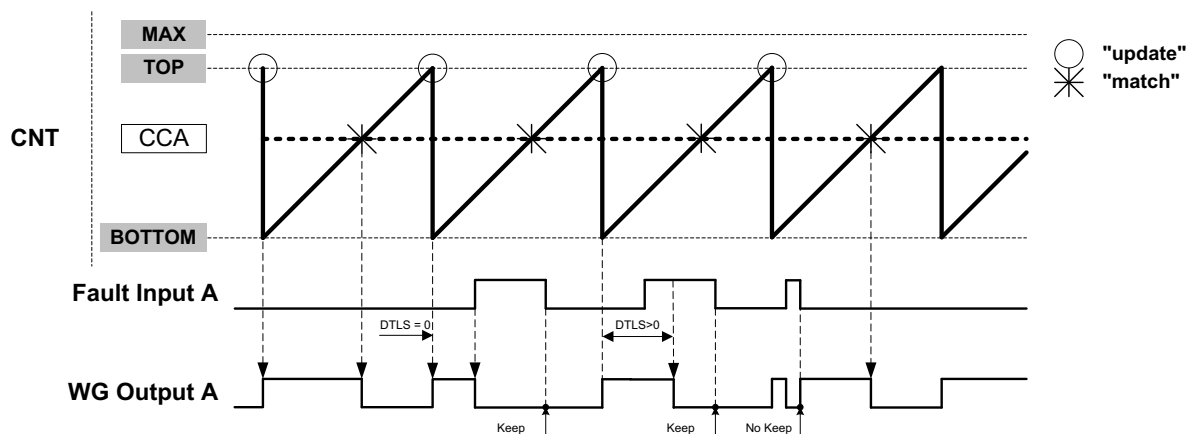 MAX
"update"
TOP
"match"
CNT
CCA
BOTTOM
Fault Input A
DTLS = 0
DTLS>0
WG Output A
Keep
Keep
No Keep